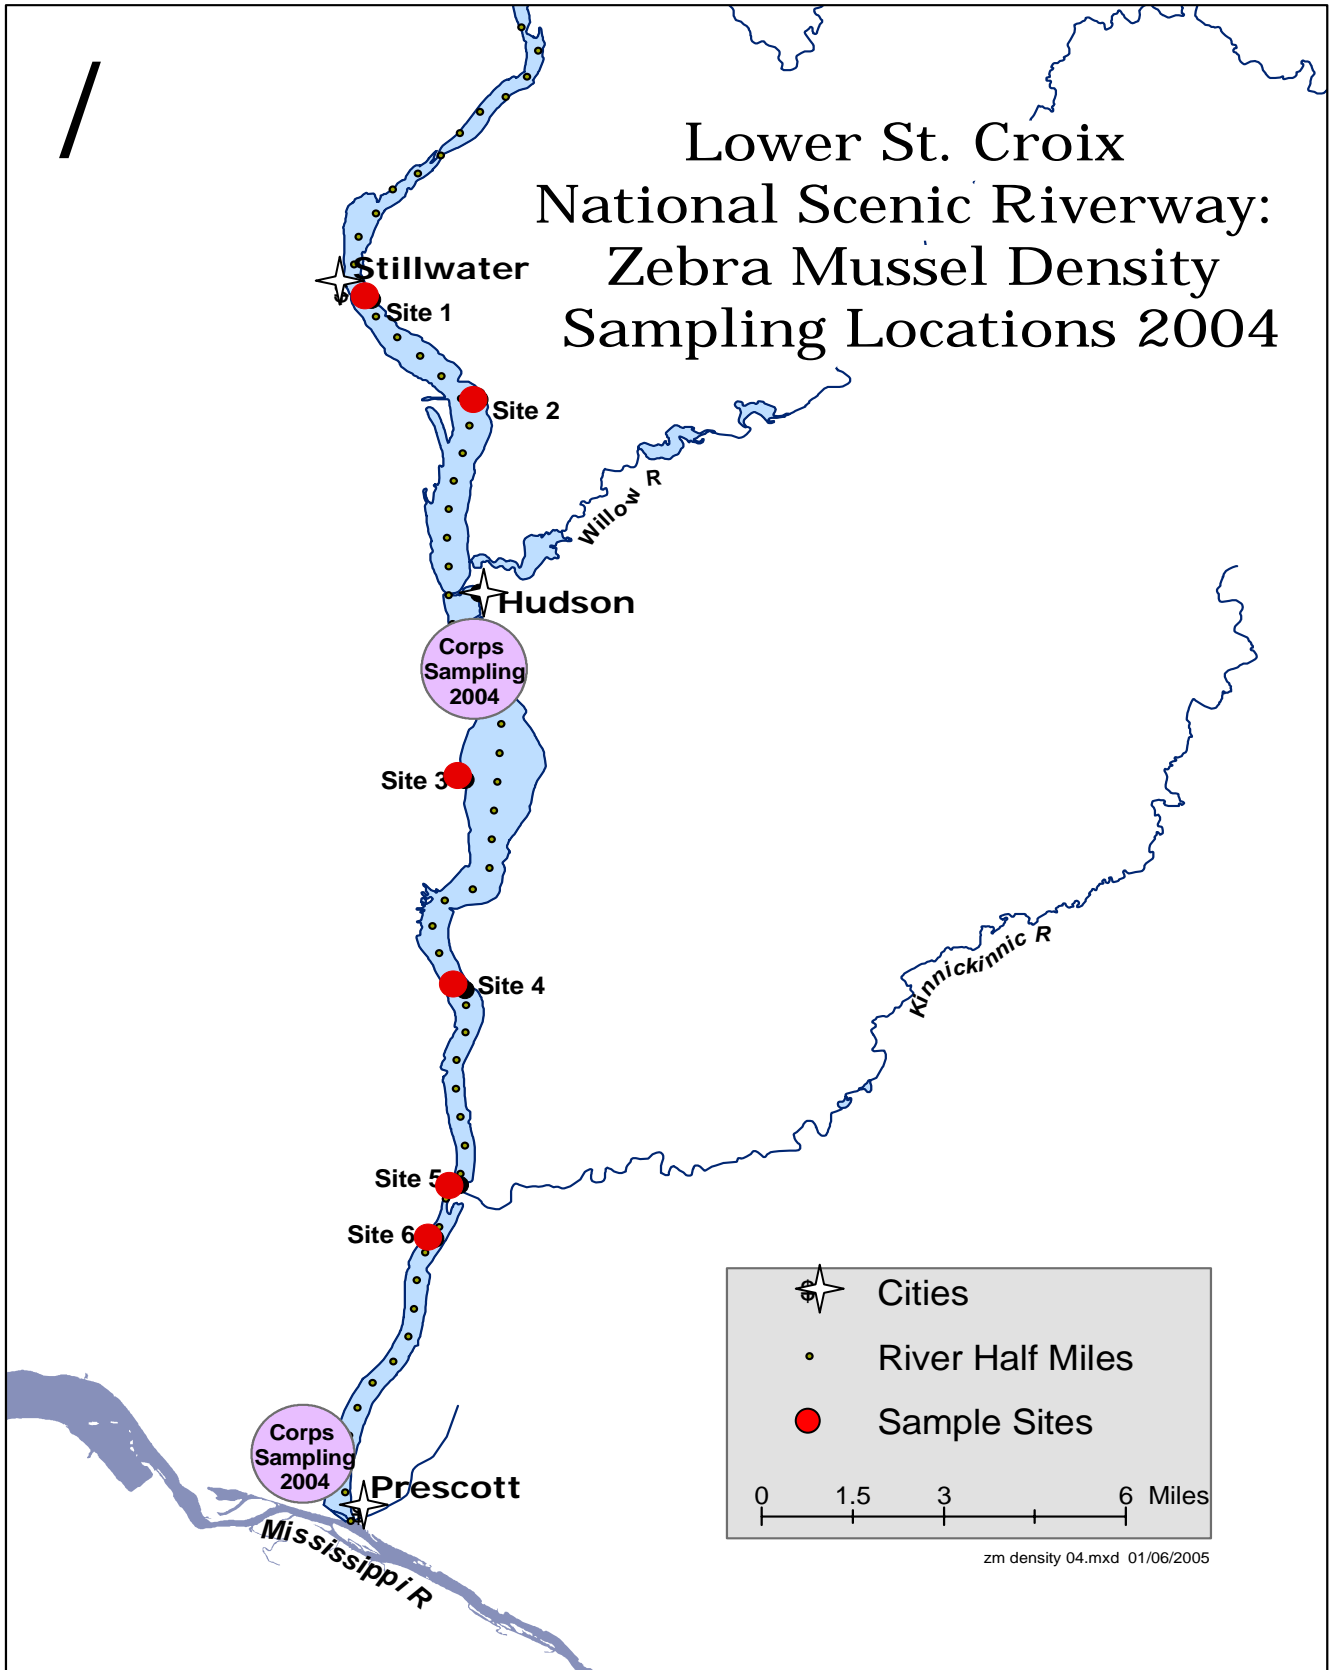 /
Lower St. Croix
National Scenic Riverway:
Zebra Mussel Density
Sampling Locations 2004
Stillwater
Site 1
Site 2
Willow R
Hudson
Corps
Sampling
2004
Site 3
Site 4
Kinnickinnic R
Site 5
Site 6
Cities
River Half Miles
Sample Sites
0 1.5 3 6 Miles
Corps
Sampling
2004
Prescott
Mississippi R
zm density 04.mxd 01/06/2005